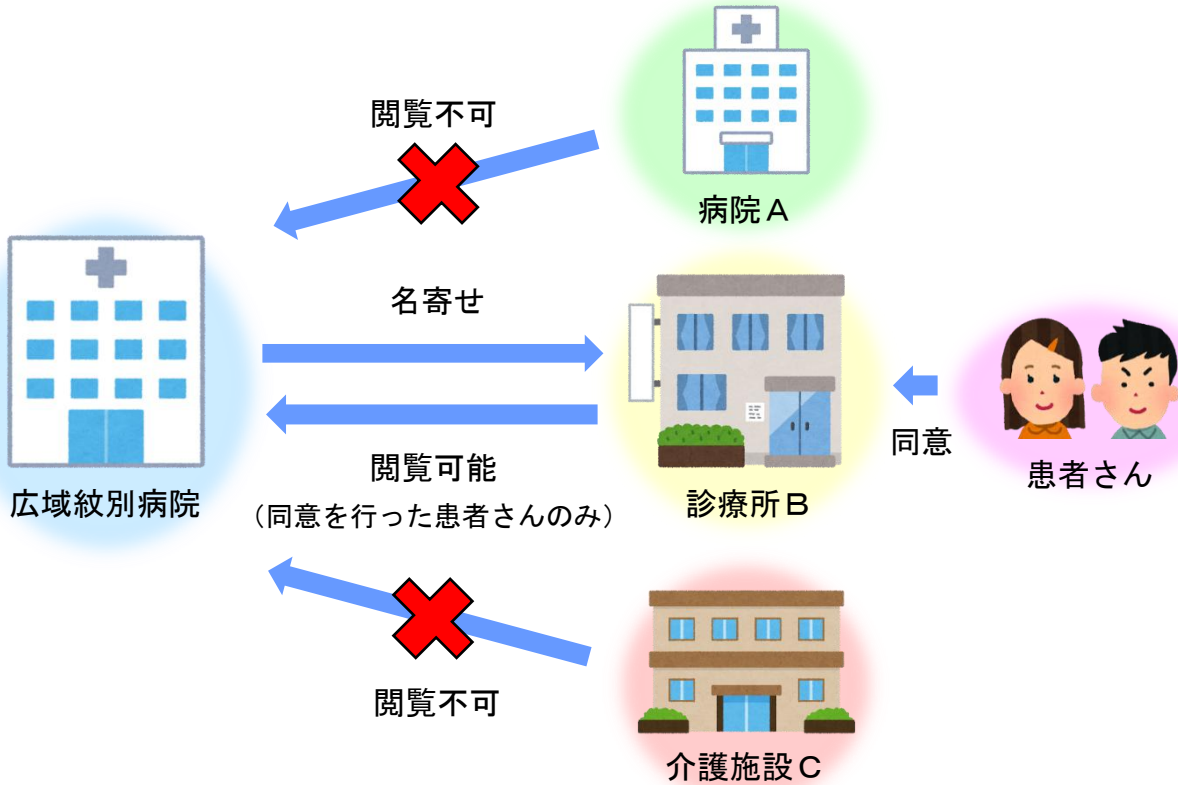 閲覧不可
病院A
名寄せ
広域紋別病院
閲覧可能
(同意を行った患者さんのみ)
診療所B
同意
患者さん
閲覧不可
介護施設C